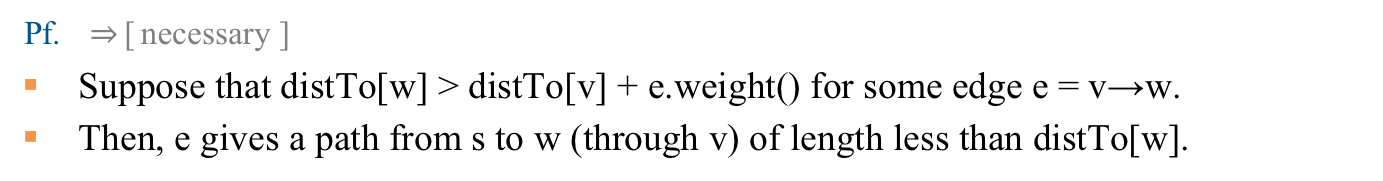 Pf. ⇒ [ necessary ]
▪ Suppose that distTo[w] > distTo[v] + e.weight() for some edge e = v→w.
▪ Then, e gives a path from s to w (through v) of length less than distTo[w].